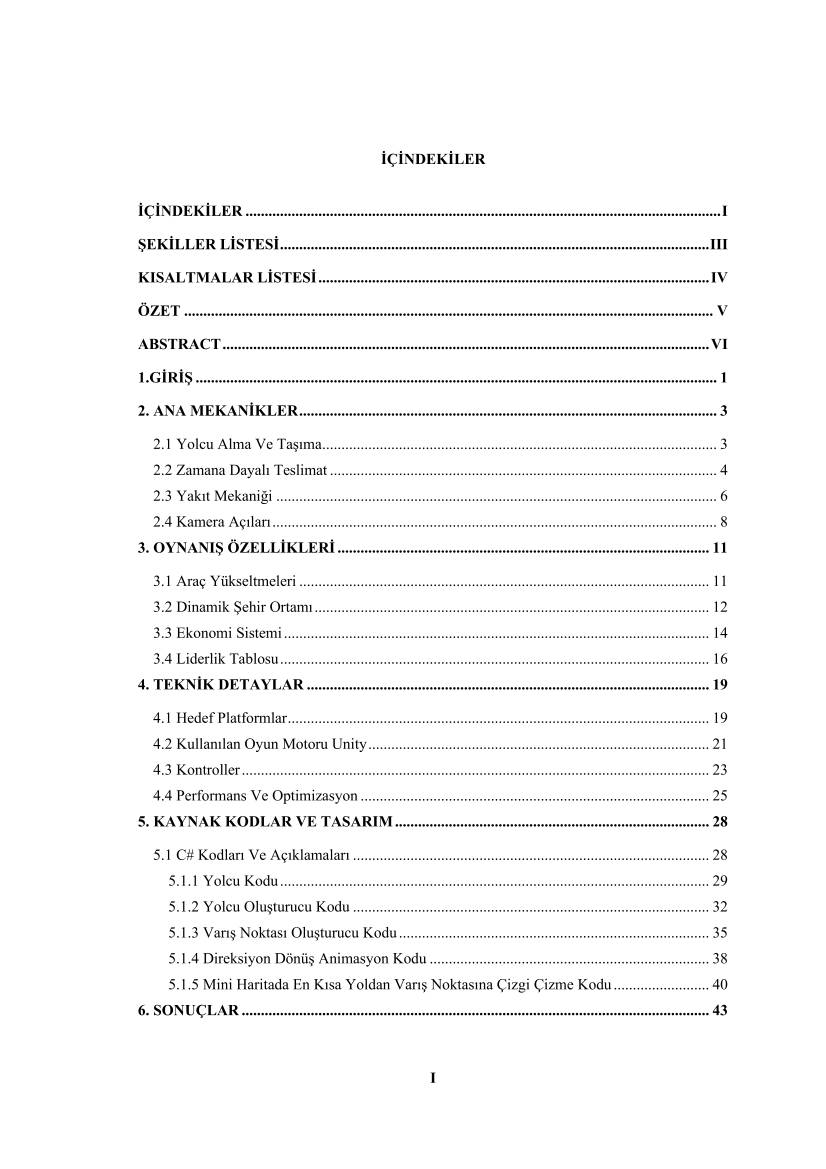 İÇİNDEKİLER
İÇİNDEKİLER ........................................................ I
ŞEKİLLER LİSTESİ ........................................................ III
KISALTMALAR LİSTESİ ........................................................ IV
ÖZET ........................................................ V
ABSTRACT ........................................................ VI
1.GİRİŞ ........................................................ 1
2. ANA MEKANİKLER ........................................................ 3
2.1 Yolcu Alma Ve Taşıma ........................................................ 3
2.2 Zamana Dayalı Teslimat ........................................................ 4
2.3 Yakıt Mekaniği ........................................................ 6
2.4 Kamera Açıları ........................................................ 8
3. OYNANIŞ ÖZELLİKLERİ ........................................................ 11
3.1 Araç Yükseltmeleri ........................................................ 11
3.2 Dinamik Şehir Ortamı ........................................................ 12
3.3 Ekonomi Sistemi ........................................................ 14
3.4 Liderlik Tablosu ........................................................ 16
4. TEKNİK DETAYLAR ........................................................ 19
4.1 Hedef Platformlar ........................................................ 19
4.2 Kullanılan Oyun Motoru Unity ........................................................ 21
4.3 Kontroller ........................................................ 23
4.4 Performans Ve Optimizasyon ........................................................ 25
5. KAYNAK KODLAR VE TASARIM ........................................................ 28
5.1 C# Kodları Ve Açıklamaları ........................................................ 28
5.1.1 Yolcu Kodu ........................................................ 29
5.1.2 Yolcu Oluşturucu Kodu ........................................................ 32
5.1.3 Varış Noktası Oluşturucu Kodu ........................................................ 35
5.1.4 Direksiyon Dönüş Animasyon Kodu ........................................................ 38
5.1.5 Mini Haritada En Kısa Yoldan Varış Noktasına Çizgi Çizme Kodu ......................... 40
6. SONUÇLAR ........................................................ 43
I